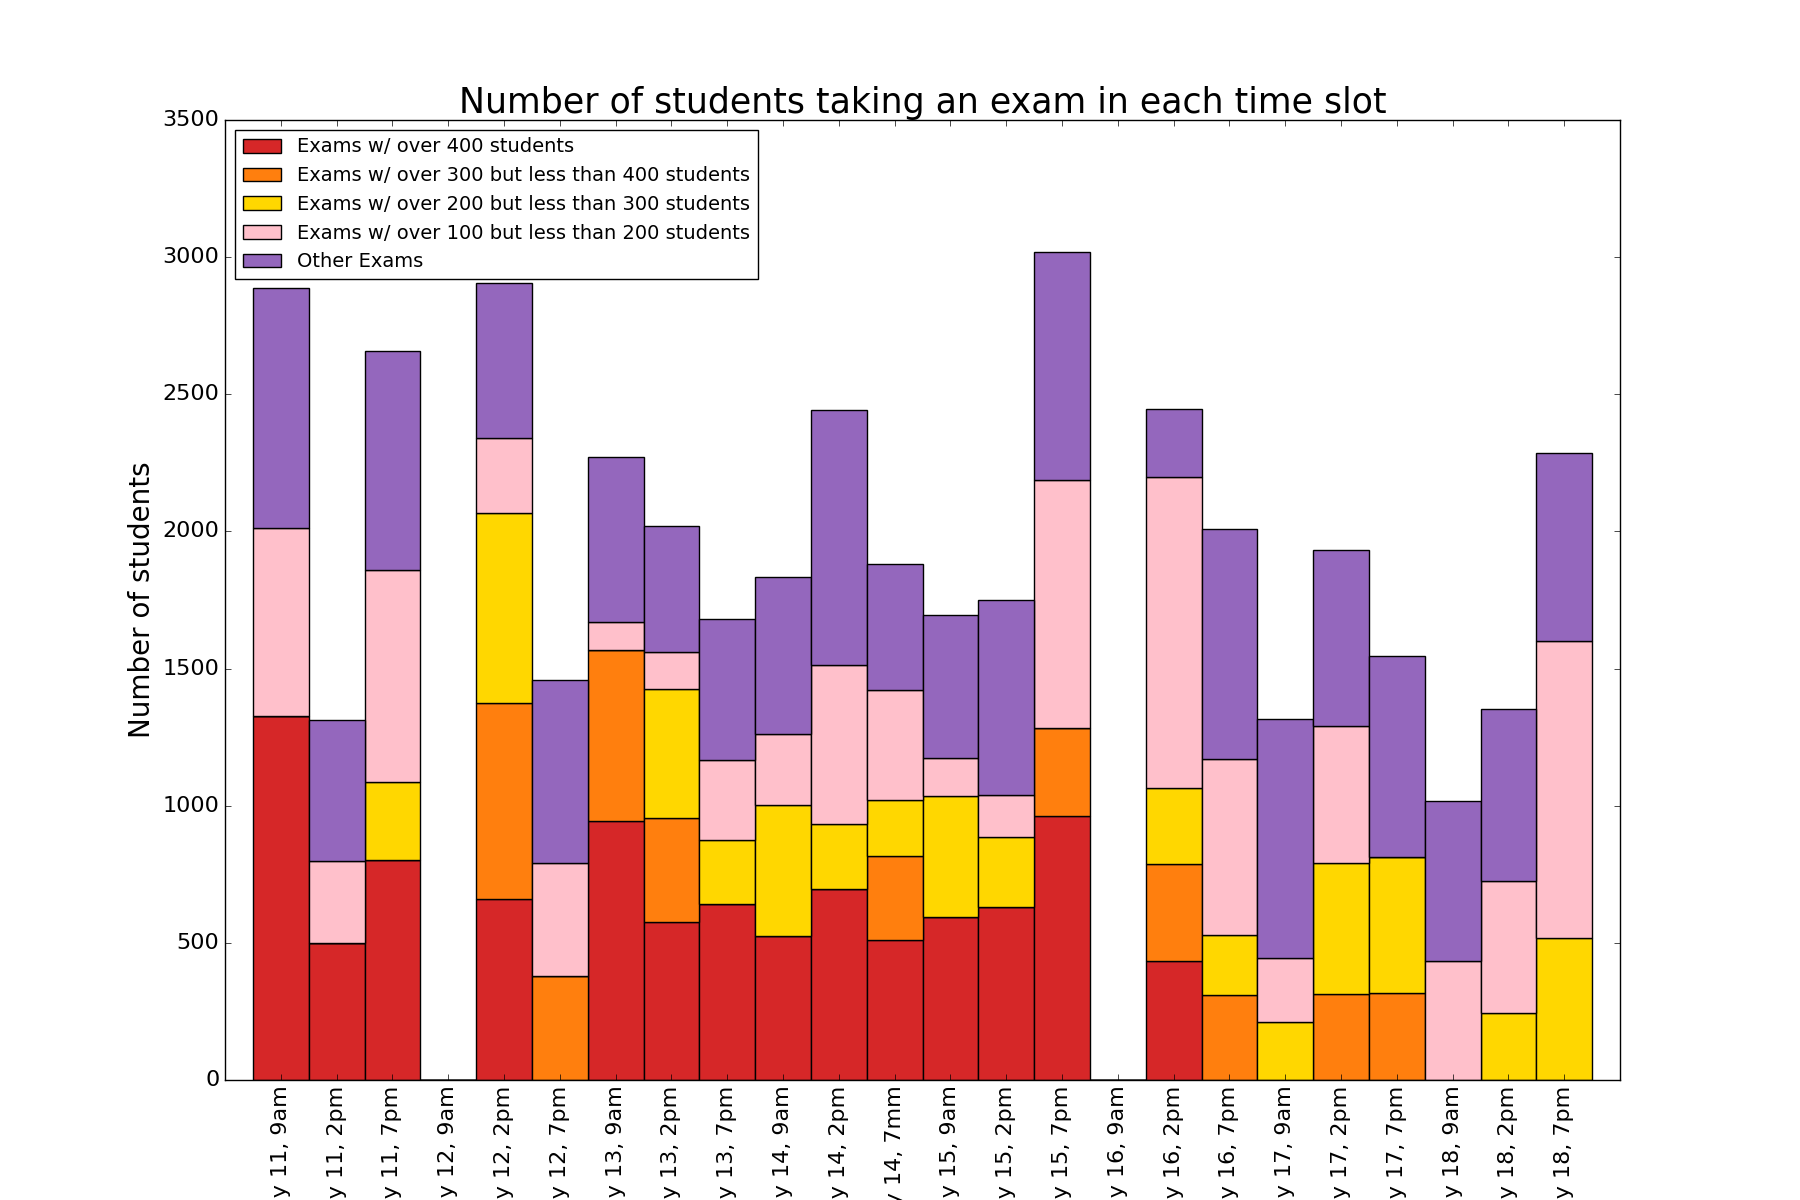 Number of students taking an exam in each time slot
Exams w/ over 400 students
Exams w/ over 300 but less than 400 students
Exams w/ over 200 but less than 300 students
Exams w/ over 100 but less than 200 students
Other Exams
Number of students
3500
3000
2500
2000
1500
1000
500
0
y 11, 9am
y 11, 2pm
y 11, 7pm
y 12, 9am
y 12, 2pm
y 12, 7pm
y 13, 9am
y 13, 2pm
y 13, 7pm
y 14, 9am
y 14, 2pm
y 14, 7mm
y 15, 9am
y 15, 2pm
y 15, 7pm
y 16, 9am
y 16, 2pm
y 16, 7pm
y 17, 9am
y 17, 2pm
y 17, 7pm
y 18, 9am
y 18, 2pm
y 18, 7pm